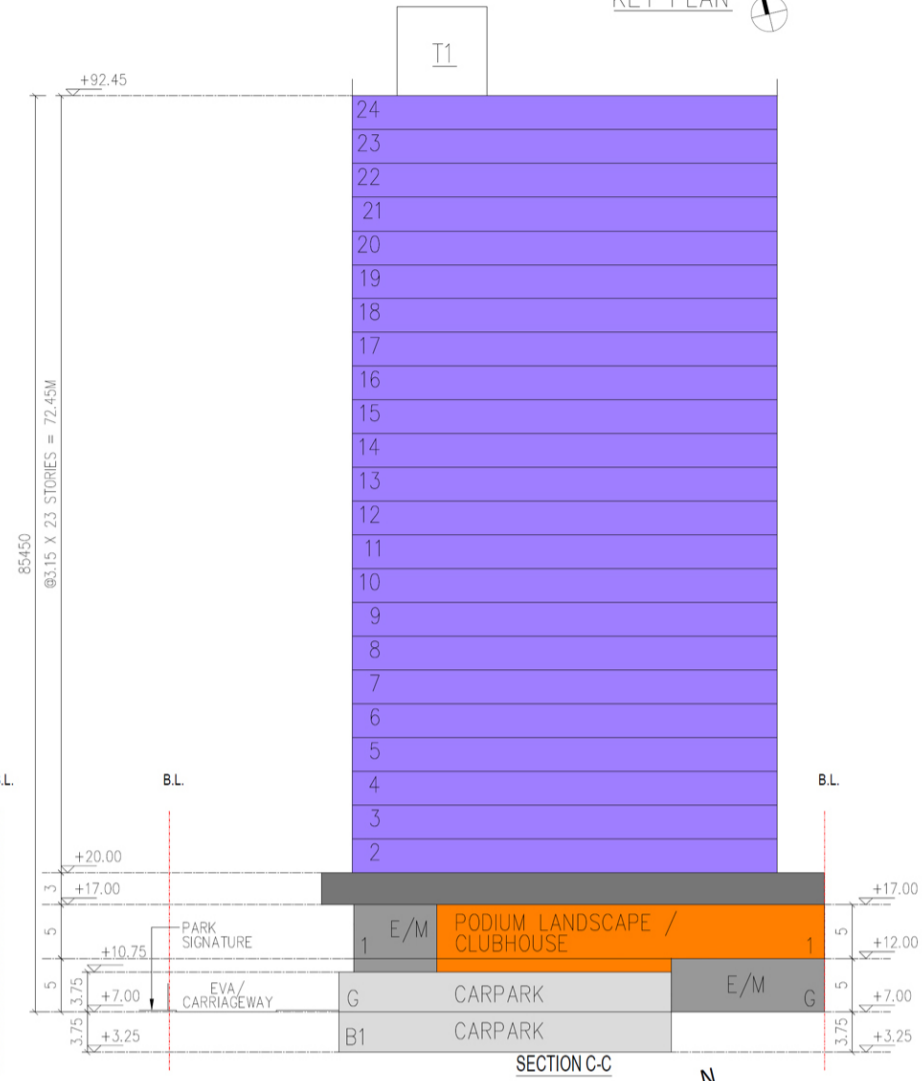 KEY PLAN
T1
+92.45
24
23
22
21
20
19
18
17
16
15
14
13
12
11
10
9
8
7
6
5
4
3
2
85450
@3.15 X 23 STORIES = 72.45M
B.L.
B.L.
B.L.
+20.00
3
+17.00
+17.00
5
PARK
SIGNATURE
1
E/M
PODIUM LANDSCAPE /
CLUBHOUSE
1
5
+10.75
+12.00
5
3.75
+7.00
EVA/
CARRIAGEWAY
G
CARPARK
E/M
G
5
+7.00
3.75
+3.25
B1
CARPARK
3.75
+3.25
SECTION C-C
N